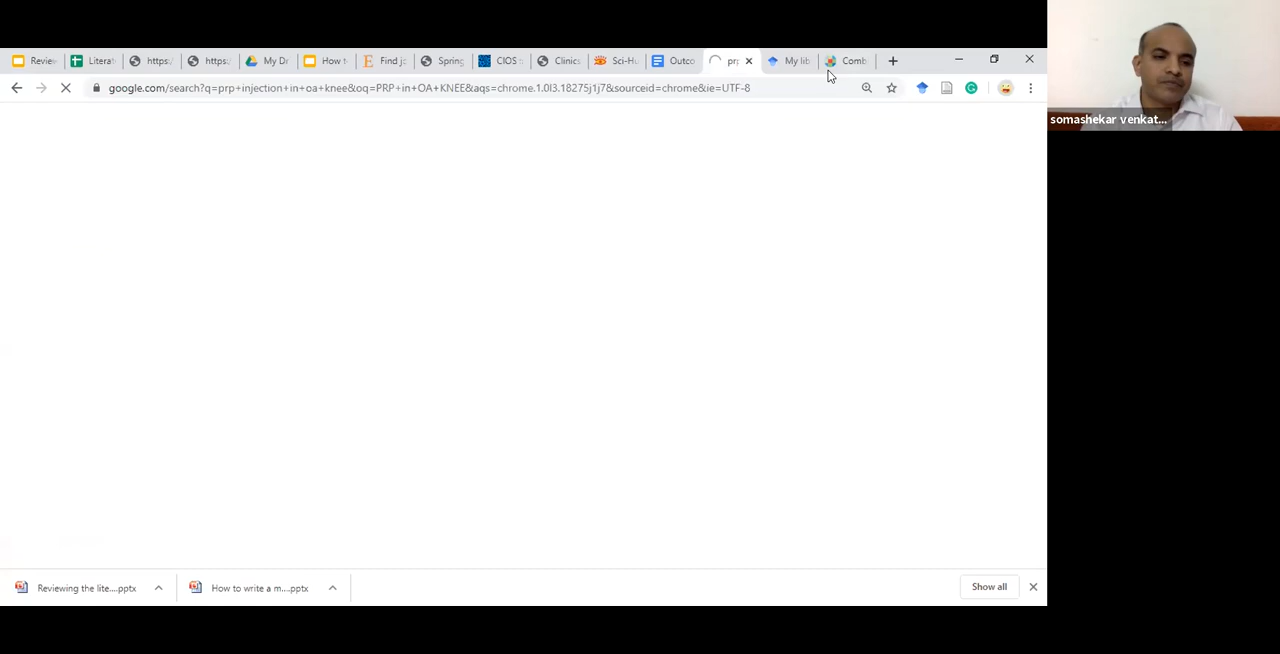 Review
Literat
https:/
https:/
My Dr
How t
Find jo
Spring
CIOS
Clinics
Sci-Hu
Outco
prp
My lib
Comb
google.com/search?q=prp+injection+in+oa+knee&oq=PRP+in+OA+KNEE&aqs=chrome.1.0l3.18275j1j7&sourceid=chrome&ie=UTF-8
somashekar venkat...
Reviewing the lite....pptx
How to write a m....pptx
Show all